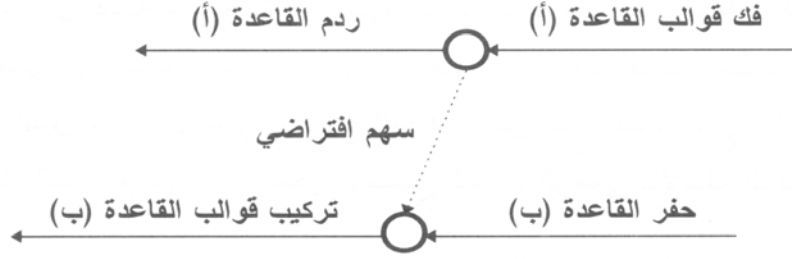 فك قوالب القاعدة (أ)
ردم القاعدة (أ)
سهم افتراضي
حفر القاعدة (ب)
تركيب قوالب القاعدة (ب)